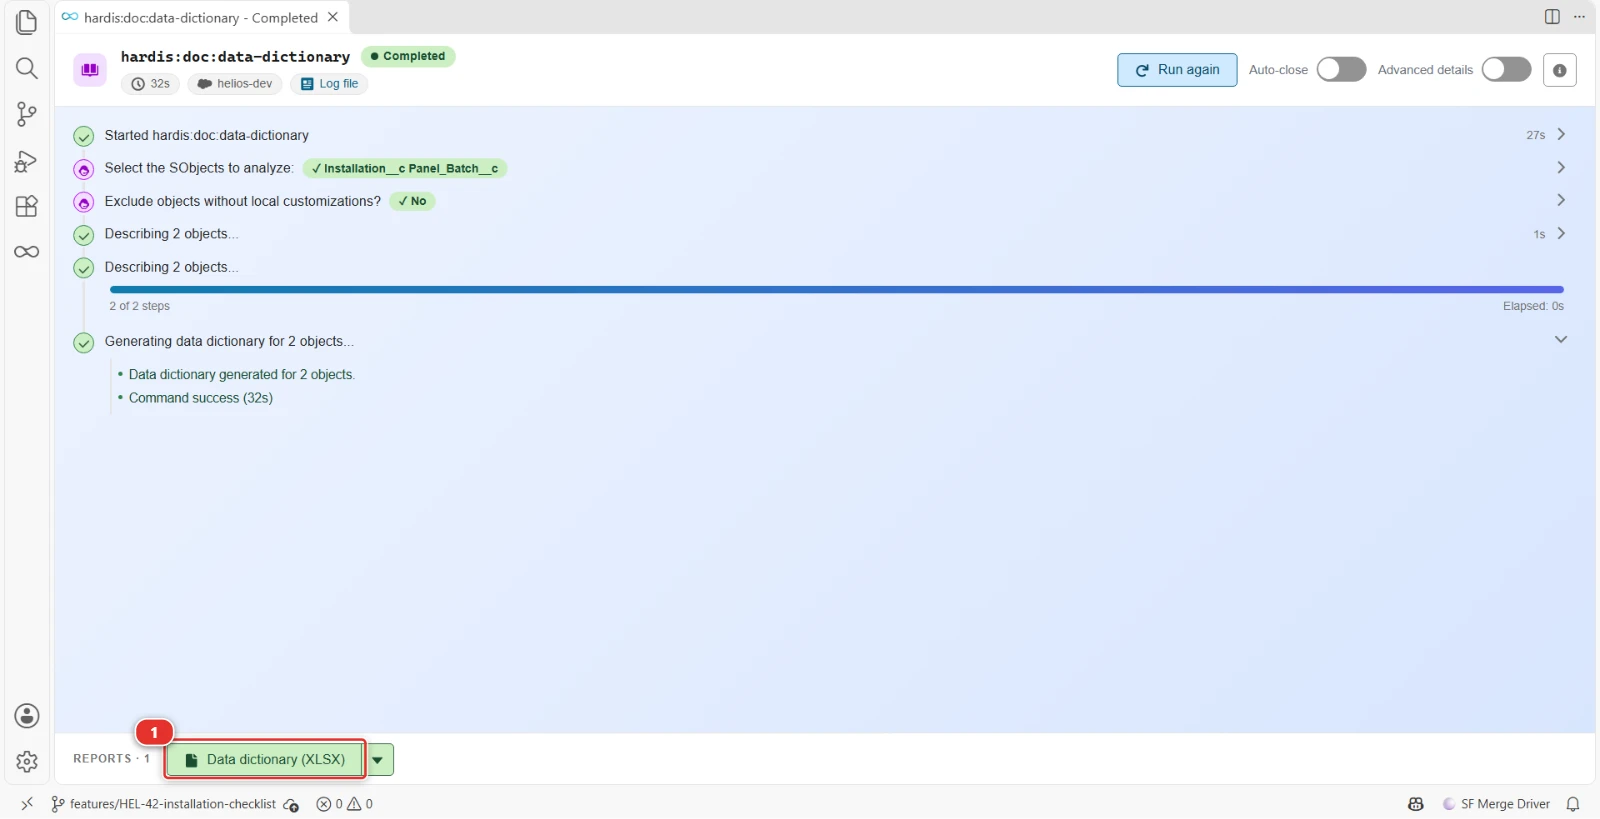 hardis:doc:data-dictionary - Completed
hardis:doc:data-dictionary
Completed
Run again
Auto-close
Advanced details
32s
helios-dev
Log file
Started hardis:doc:data-dictionary
27s
Select the SObjects to analyze:
✓ Installation__c Panel_Batch__c
Exclude objects without local customizations?
✓ No
Describing 2 objects...
1s
Describing 2 objects...
2 of 2 steps
Elapsed: 0s
Generating data dictionary for 2 objects...
• Data dictionary generated for 2 objects.
• Command success (32s)
1
REPORTS · 1
Data dictionary (XLSX)
features/HEL-42-installation-checklist
0
0
SF Merge Driver